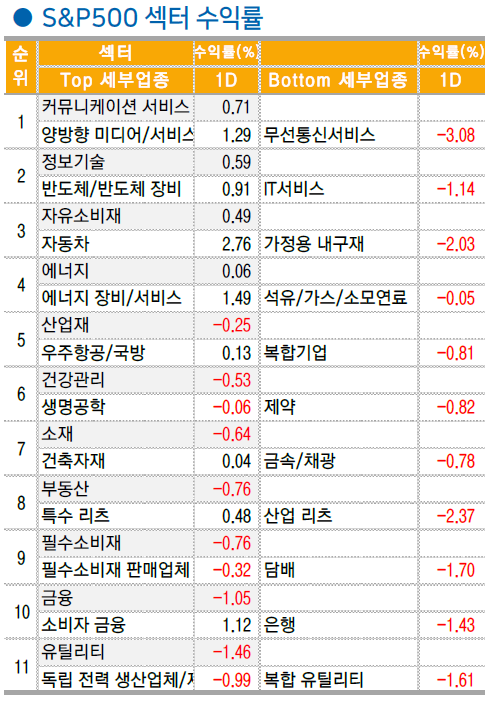 ● S&P500 섹터 수익률
순위 섹터 수익률(%) 수익률(%)
Top 세부업종 1D Bottom 세부업종 1D
1 커뮤니케이션 서비스 0.71
양방향 미디어/서비스 1.29 무선통신서비스 -3.08
2 정보기술 0.59
반도체/반도체 장비 0.91 IT서비스 -1.14
3 자유소비재 0.49
자동차 2.76 가정용 내구재 -2.03
4 에너지 0.06
에너지 장비/서비스 1.49 석유/가스/소모연료 -0.05
5 산업재 -0.25
우주항공/국방 0.13 복합기업 -0.81
6 건강관리 -0.53
생명공학 -0.06 제약 -0.82
7 소재 -0.64
건축자재 0.04 금속/채광 -0.78
8 부동산 -0.76
특수 리츠 0.48 산업 리츠 -2.37
9 필수소비재 -0.76
필수소비재 판매업체 -0.32 담배 -1.70
10 금융 -1.05
소비자 금융 1.12 은행 -1.43
11 유틸리티 -1.46
독립 전력 생산업체/ -0.99 복합 유틸리티 -1.61